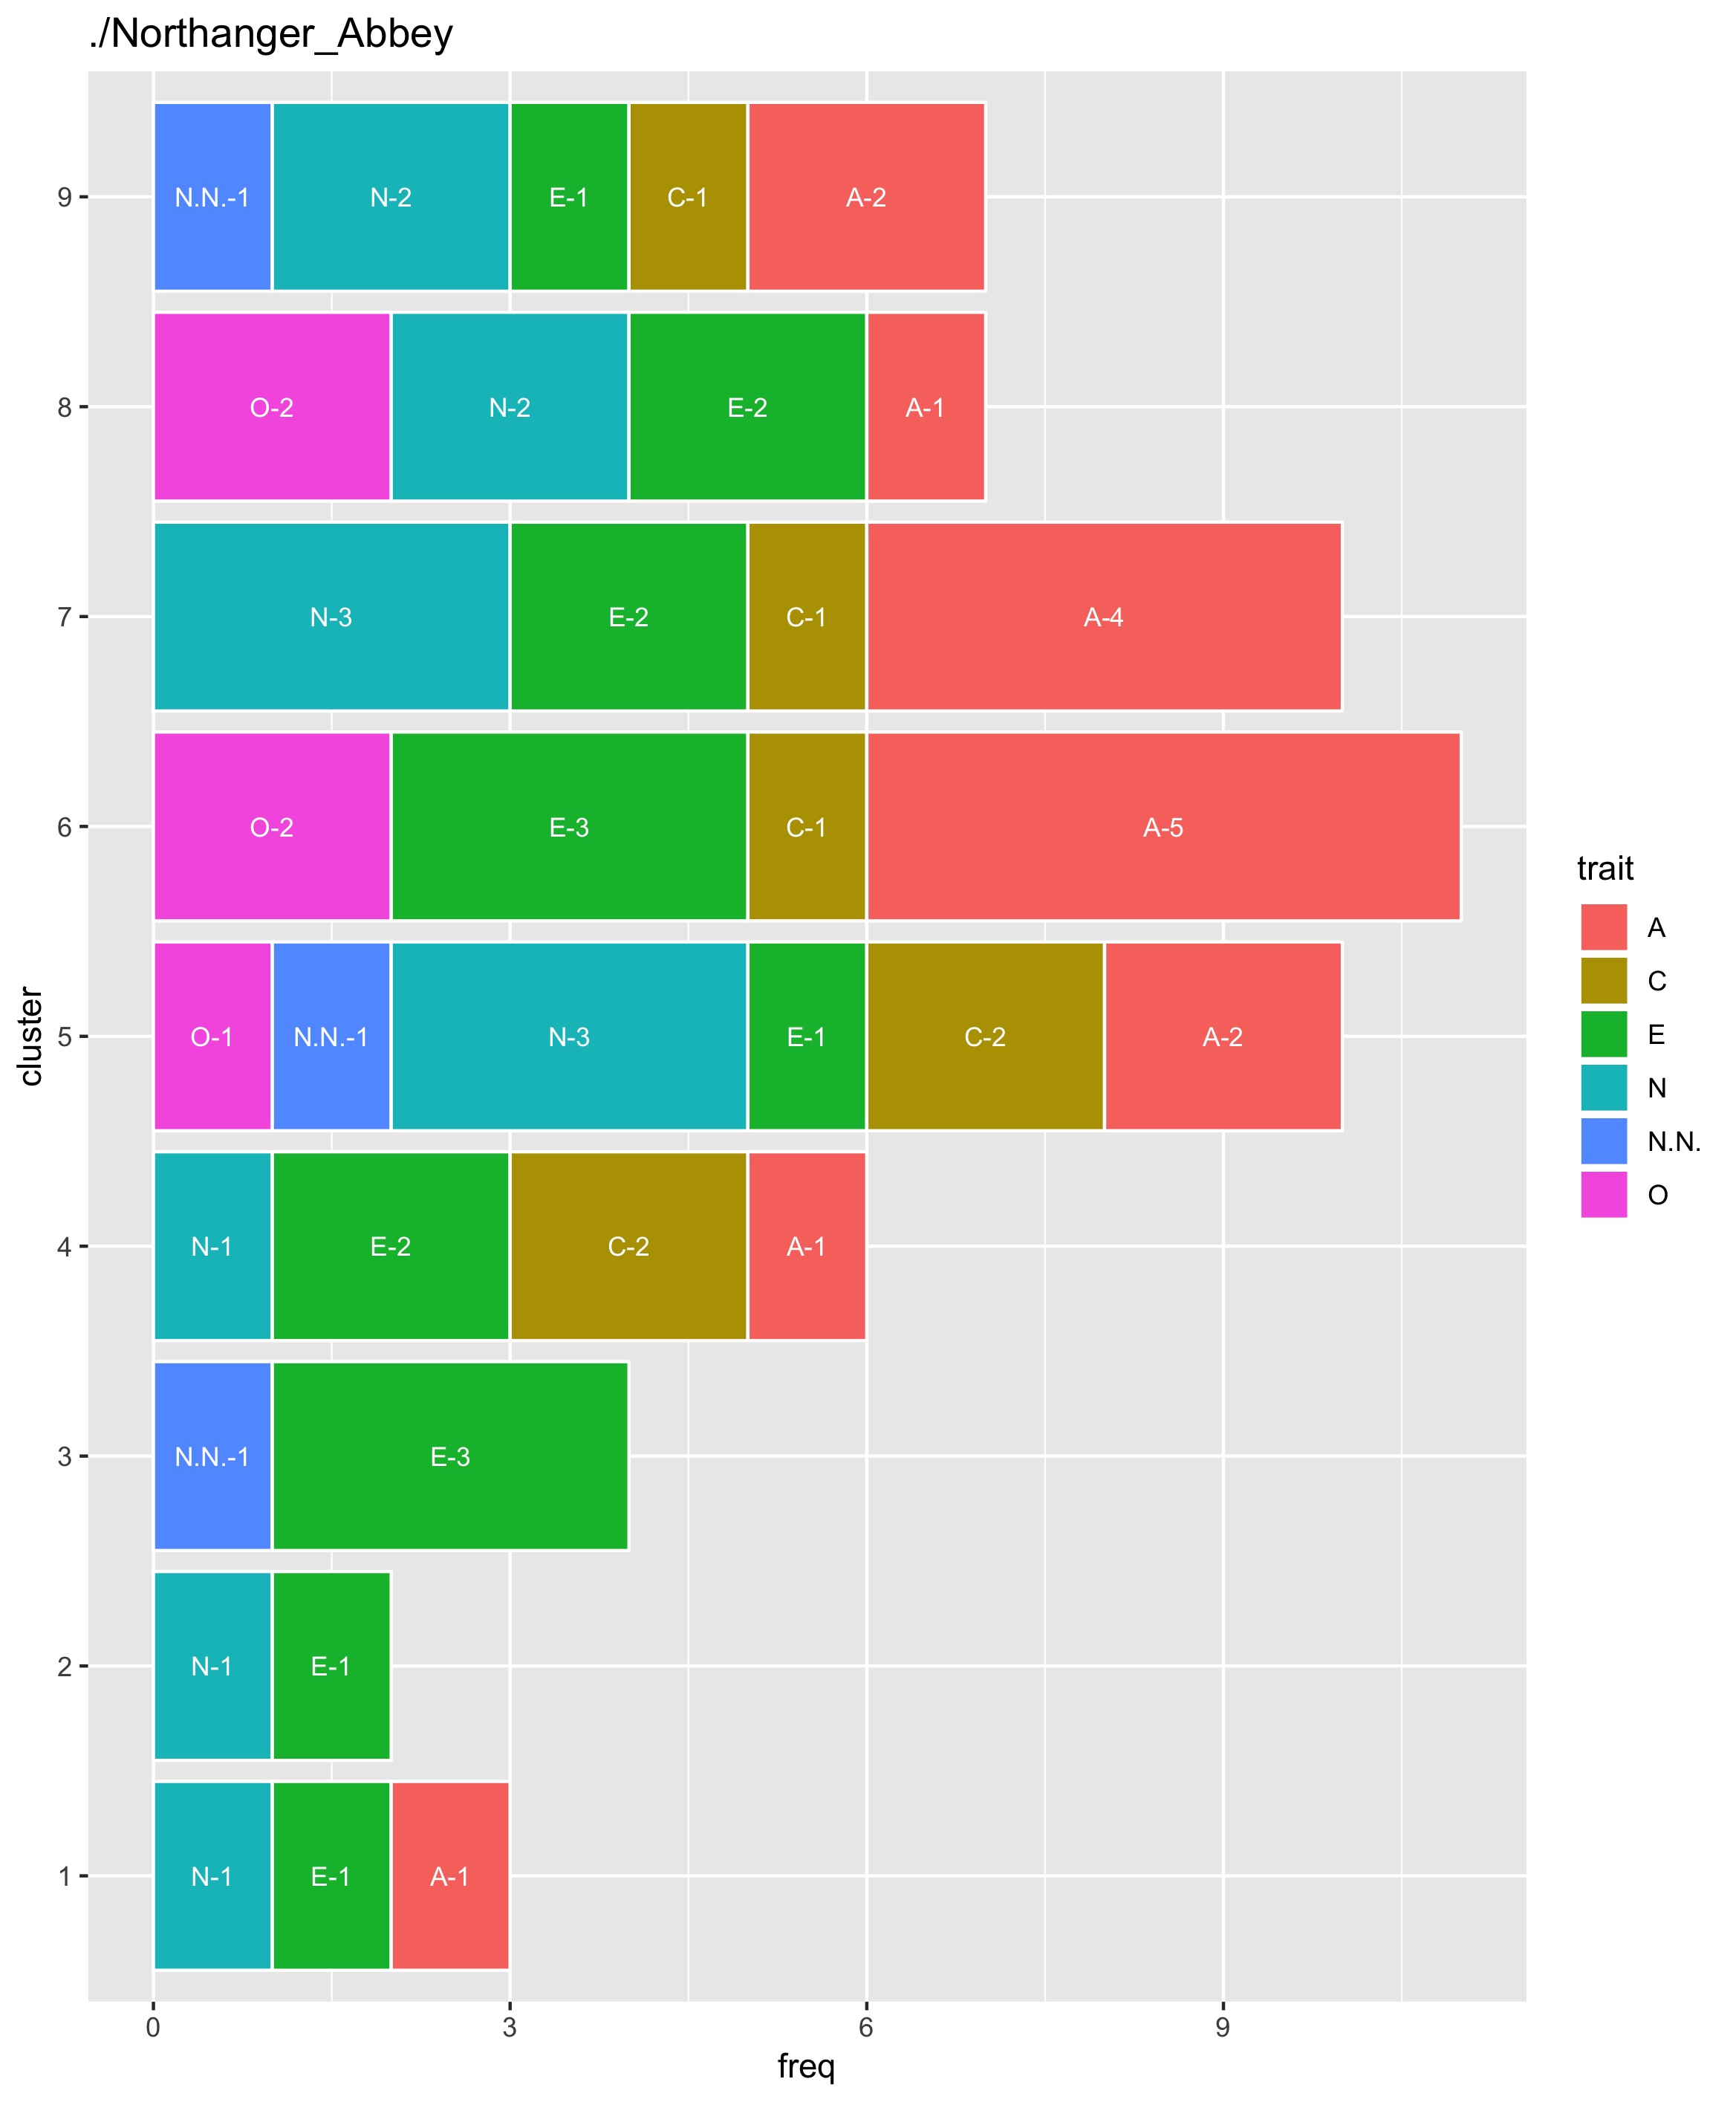 ./Northanger_Abbey
9
N.N.-1 N-2 E-1 C-1 A-2
8
O-2 N-2 E-2 A-1
7
N-3 E-2 C-1 A-4
6
O-2 E-3 C-1 A-5
5
O-1 N.N.-1 N-3 E-1 C-2 A-2
4
N-1 E-2 C-2 A-1
3
N.N.-1 E-3
2
N-1 E-1
1
N-1 E-1 A-1
cluster
0 3 6 9
freq
trait
A
C
E
N
N.N.
O